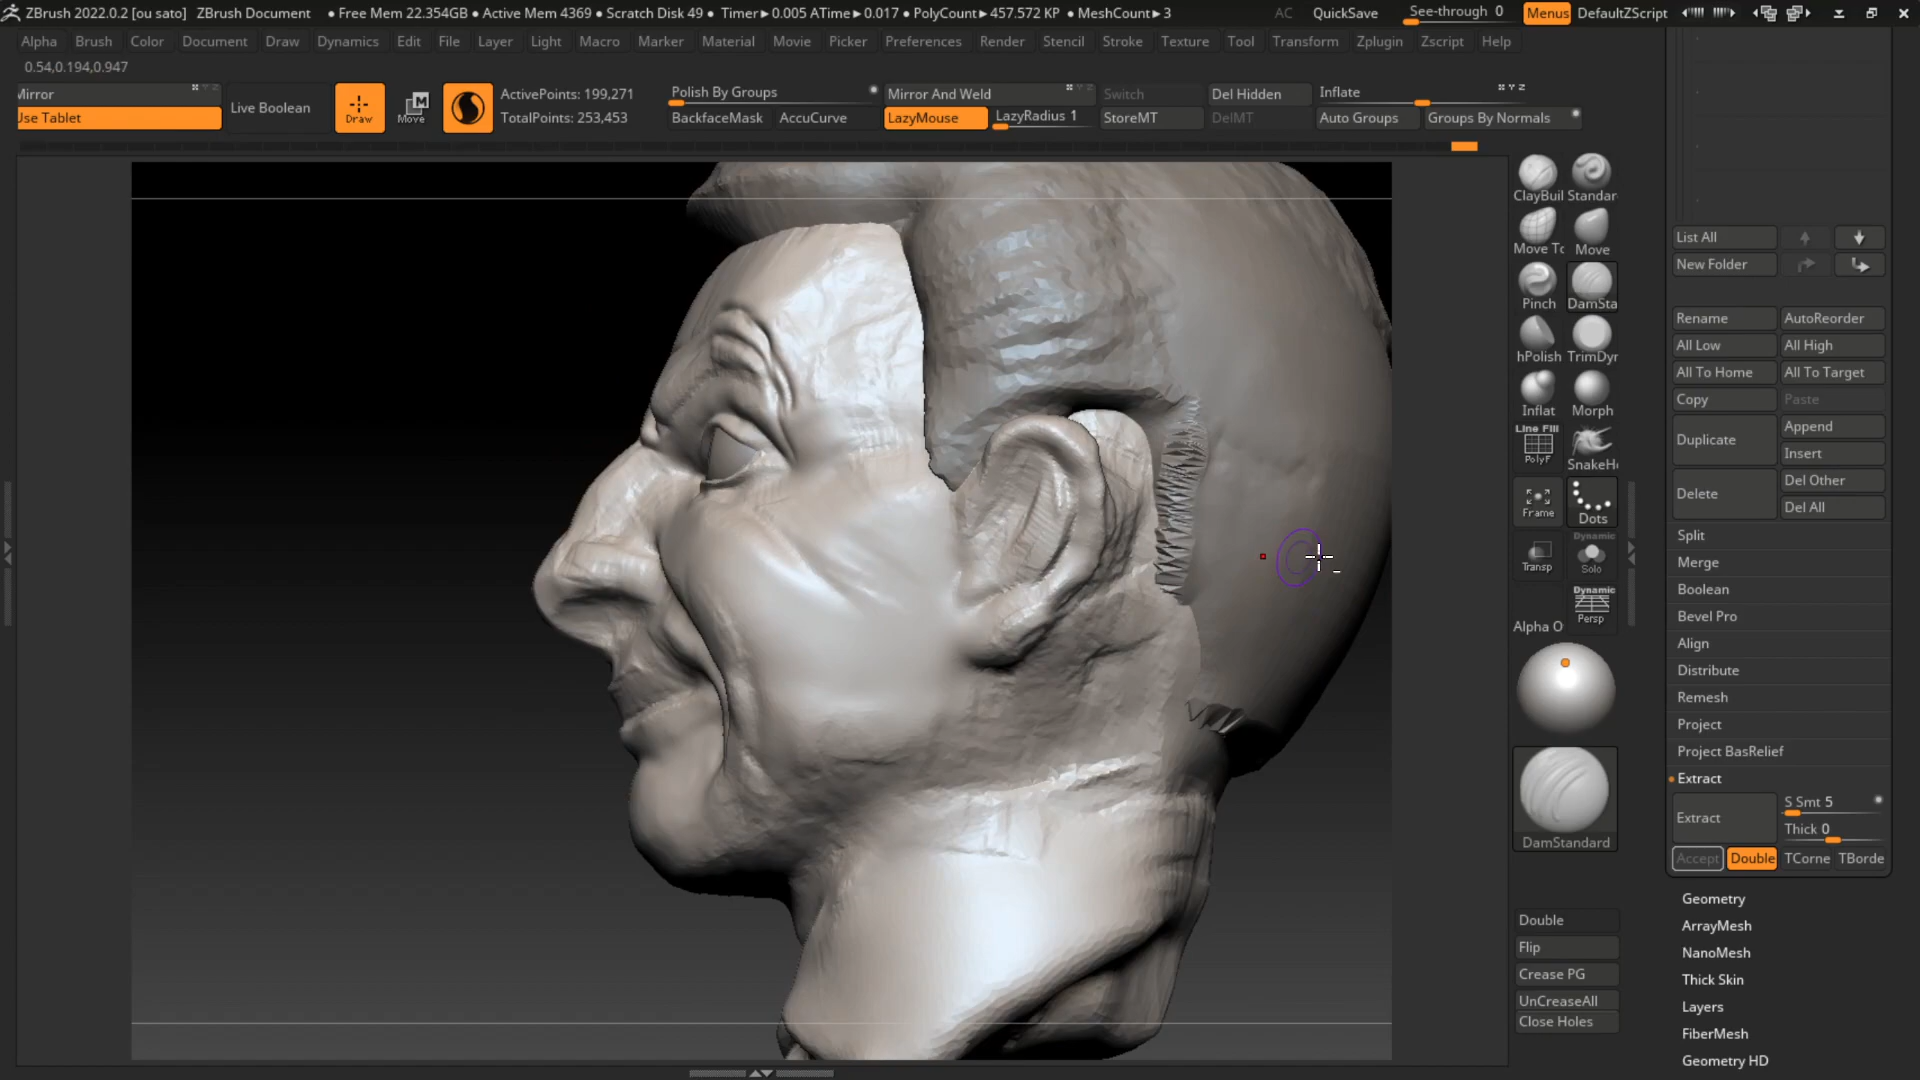 ZBrush 2022.0.2 [ou sato] ZBrush Document • Free Mem 22.354GB • Active Mem 4369 • Scratch Disk 49 • Timer▸0.005 ATime▸0.017 • PolyCount▸457.572 KP • MeshCount▸3 AC QuickSave See-through 0 Menus DefaultZScript
Alpha Brush Color Document Draw Dynamics Edit File Layer Light Macro Marker Material Movie Picker Preferences Render Stencil Stroke Texture Tool Transform Zplugin Zscript Help
0.54,0.194,0.947
Mirror
Use Tablet
Live Boolean
Draw
Move
ActivePoints: 199,271
TotalPoints: 253,453
Polish By Groups
BackfaceMask AccuCurve
Mirror And Weld
LazyMouse LazyRadius 1
Switch Del Hidden
StoreMT DelMT
Inflate
Auto Groups Groups By Normals
ClayBuil Standar
Move To Move
Pinch DamSta
hPolish TrimDyr
Inflat Morph
Line Fill
PolyF SnakeH
Frame Dots
Transp Dynamic
Solo
Dynamic
Persp
Alpha O
DamStandard
Double
Flip
Crease PG
UnCreaseAll
Close Holes
List All
New Folder
Rename AutoReorder
All Low All High
All To Home All To Target
Copy Paste
Duplicate Append
Insert
Delete Del Other
Del All
Split
Merge
Boolean
Bevel Pro
Align
Distribute
Remesh
Project
Project BasRelief
Extract
Extract S Smt 5
Thick 0
Accept Double TCorne TBorde
Geometry
ArrayMesh
NanoMesh
Thick Skin
Layers
FiberMesh
Geometry HD